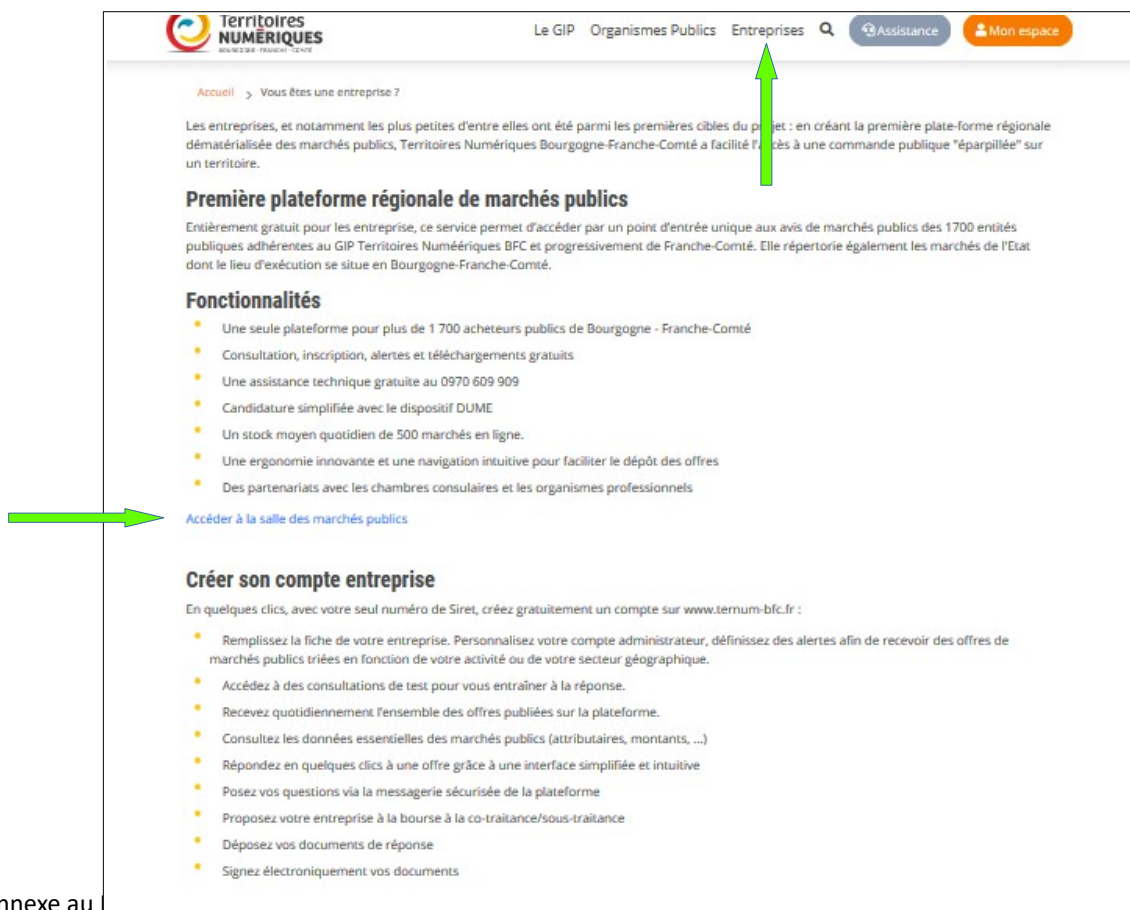 Territoires
NUMÉRIQUES
BOURGOGNE - FRANCHE - COMTÉ
Le GIP Organismes Publics Entreprises Assistance Mon espace
Accueil > Vous êtes une entreprise ?
Les entreprises, et notamment les plus petites d'entre elles ont été parmi les premières cibles du projet : en créant la première plate-forme régionale
dématérialisée des marchés publics, Territoires Numériques Bourgogne-Franche-Comté a facilité l'accès à une commande publique "éparpillée" sur
un territoire.
Première plateforme régionale de marchés publics
Entièrement gratuit pour les entreprise, ce service permet d'accéder par un point d'entrée unique aux avis de marchés publics des 1700 entités
publiques adhérentes au GIP Territoires Numéériques BFC et progressivement de Franche-Comté. Elle répertorie également les marchés de l'Etat
dont le lieu d'exécution se situe en Bourgogne-Franche-Comté.
Fonctionnalités
Une seule plateforme pour plus de 1 700 acheteurs publics de Bourgogne - Franche-Comté
Consultation, inscription, alertes et téléchargements gratuits
Une assistance technique gratuite au 0970 609 909
Candidature simplifiée avec le dispositif DUME
Un stock moyen quotidien de 500 marchés en ligne.
Une ergonomie innovante et une navigation intuitive pour faciliter le dépôt des offres
Des partenariats avec les chambres consulaires et les organismes professionnels
Accéder à la salle des marchés publics
Créer son compte entreprise
En quelques clics, avec votre seul numéro de Siret, créez gratuitement un compte sur www.ternum-bfc.fr :
Remplissez la fiche de votre entreprise. Personnalisez votre compte administrateur, définissez des alertes afin de recevoir des offres de
marchés publics triées en fonction de votre activité ou de votre secteur géographique.
Accédez à des consultations de test pour vous entraîner à la réponse.
Recevez quotidiennement l'ensemble des offres publiées sur la plateforme.
Consultez les données essentielles des marchés publics (attributaires, montants, ...)
Répondez en quelques clics à une offre grâce à une interface simplifiée et intuitive
Posez vos questions via la messagerie sécurisée de la plateforme
Proposez votre entreprise à la bourse à la co-traitance/sous-traitance
Déposez vos documents de réponse
Signez électroniquement vos documents
nnexe au